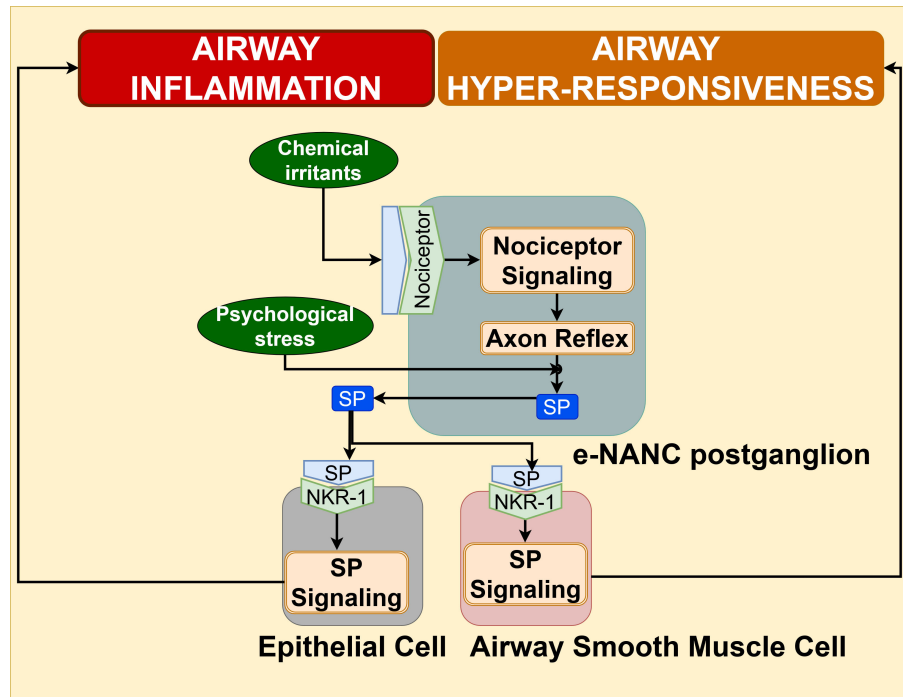 AIRWAY
INFLAMMATION
AIRWAY
HYPER-RESPONSIVENESS
Chemical
irritants
Nociceptor
Nociceptor
Signaling
Psychological
stress
Axon Reflex
SP
SP
e-NANC postganglion
SP
NKR-1
SP
NKR-1
SP
Signaling
SP
Signaling
Epithelial Cell
Airway Smooth Muscle Cell